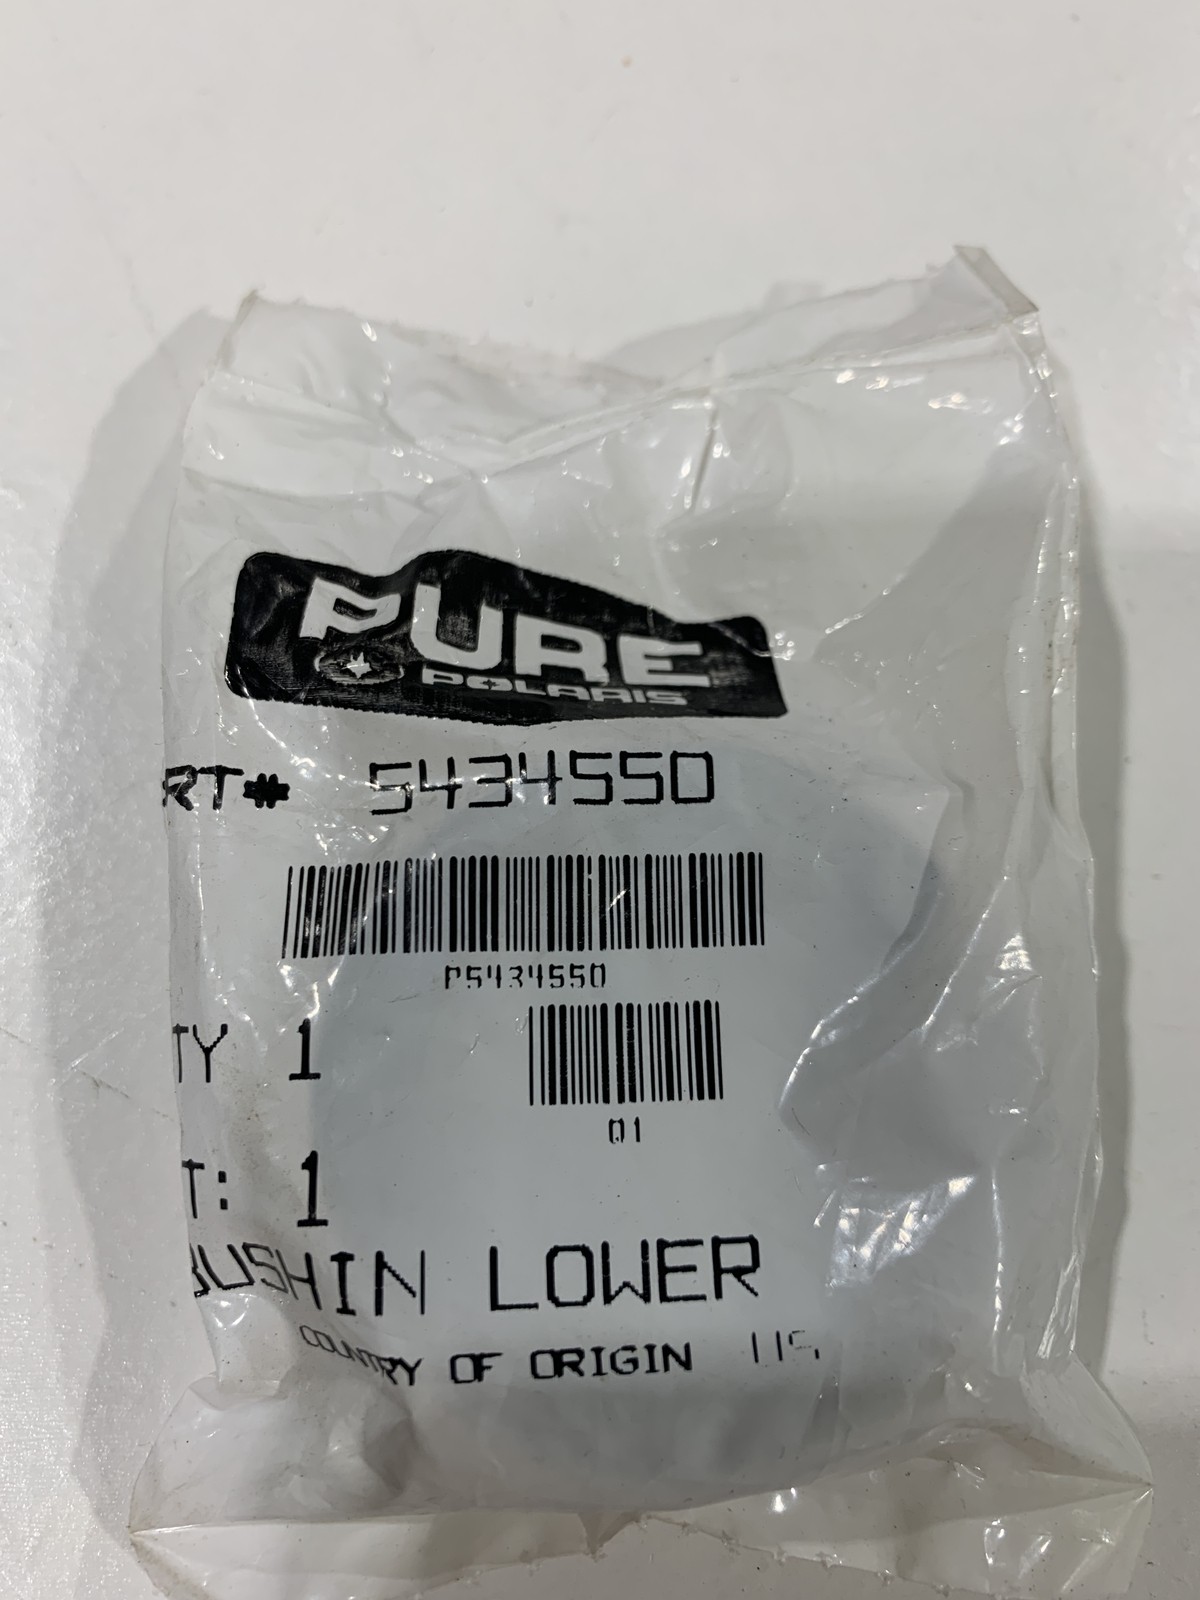 PURE
POLARIS
RT# 5434550
P5434550
TY 1
01
T: 1
BUSHIN LOWER
COUNTRY OF ORIGIN